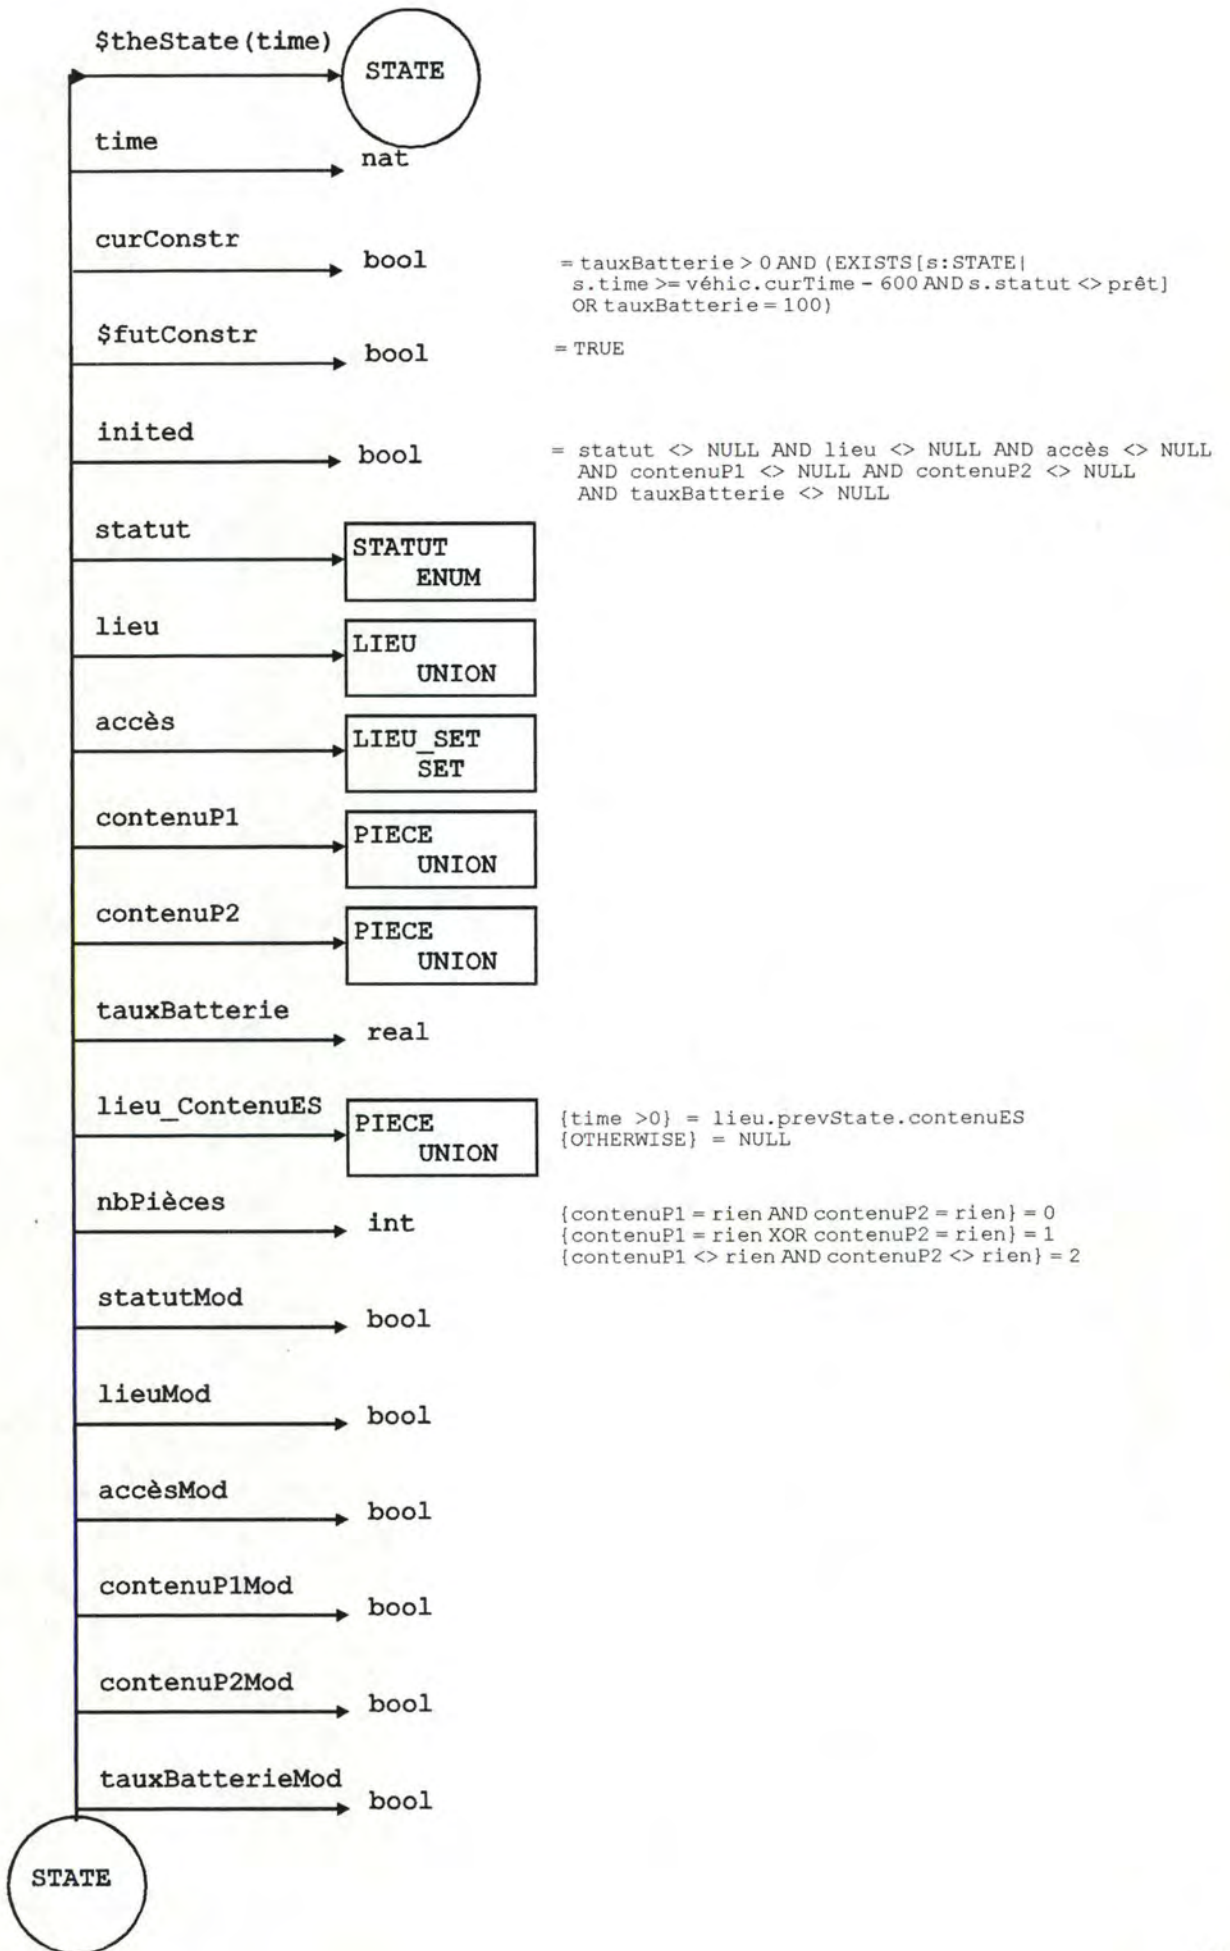 $theState(time)
STATE
time
nat
curConstr
bool
= tauxBatterie > 0 AND (EXISTS[s:STATE|
s.time >= véhic.curTime - 600 AND s.statut <> prêt]
OR tauxBatterie = 100)
$futConstr
bool
= TRUE
inited
bool
= statut <> NULL AND lieu <> NULL AND accès <> NULL
AND contenuP1 <> NULL AND contenuP2 <> NULL
AND tauxBatterie <> NULL
statut
STATUT
ENUM
lieu
LIEU
UNION
accès
LIEU_SET
SET
contenuP1
PIECE
UNION
contenuP2
PIECE
UNION
tauxBatterie
real
lieu_ContenuES
PIECE
UNION
{time >0} = lieu.prevState.contenuES
{OTHERWISE} = NULL
nbPièces
int
{contenuP1 = rien AND contenuP2 = rien} = 0
{contenuP1 = rien XOR contenuP2 = rien} = 1
{contenuP1 <> rien AND contenuP2 <> rien} = 2
statutMod
bool
lieuMod
bool
accèsMod
bool
contenuP1Mod
bool
contenuP2Mod
bool
tauxBatterieMod
bool
STATE